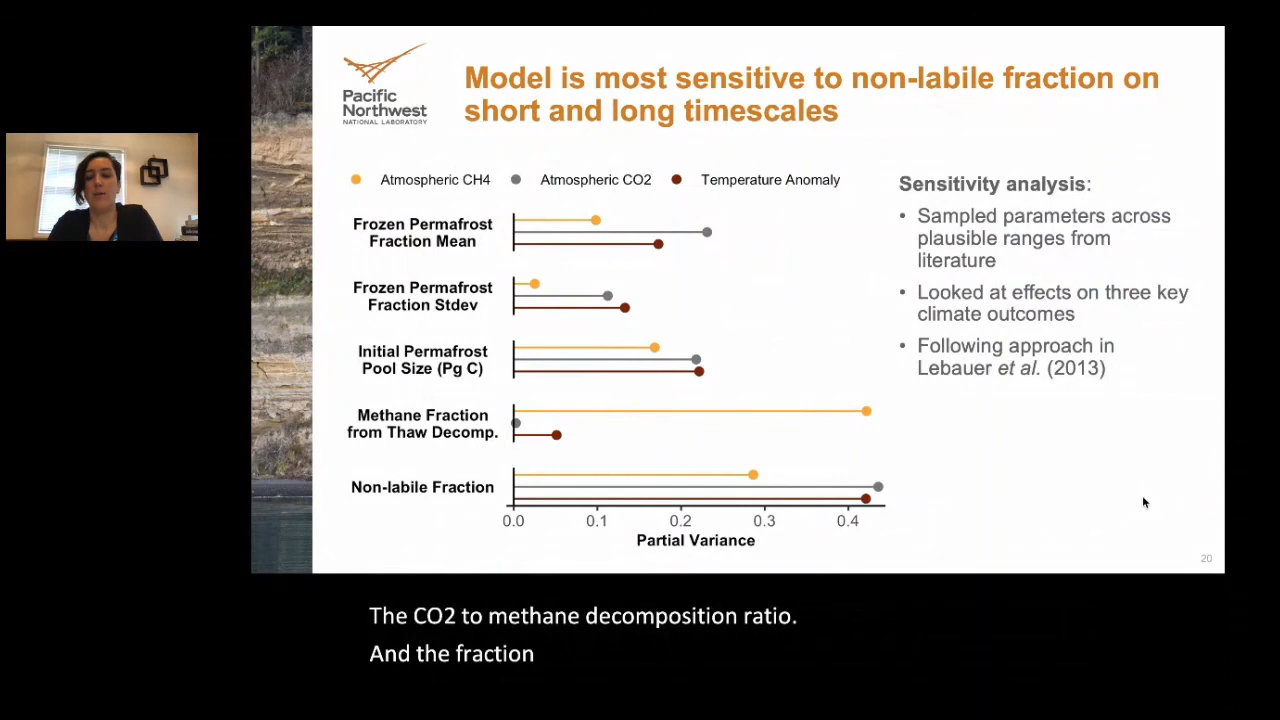 Pacific
Northwest
NATIONAL LABORATORY
Model is most sensitive to non-labile fraction on
short and long timescales
Atmospheric CH4 Atmospheric CO2 Temperature Anomaly
Frozen Permafrost
Fraction Mean
Frozen Permafrost
Fraction Stdev
Initial Permafrost
Pool Size (Pg C)
Methane Fraction
from Thaw Decomp.
Non-labile Fraction
0.0 0.1 0.2 0.3 0.4
Partial Variance
Sensitivity analysis:
• Sampled parameters across
plausible ranges from
literature
• Looked at effects on three key
climate outcomes
• Following approach in
Lebauer et al. (2013)
20
The CO2 to methane decomposition ratio.
And the fraction